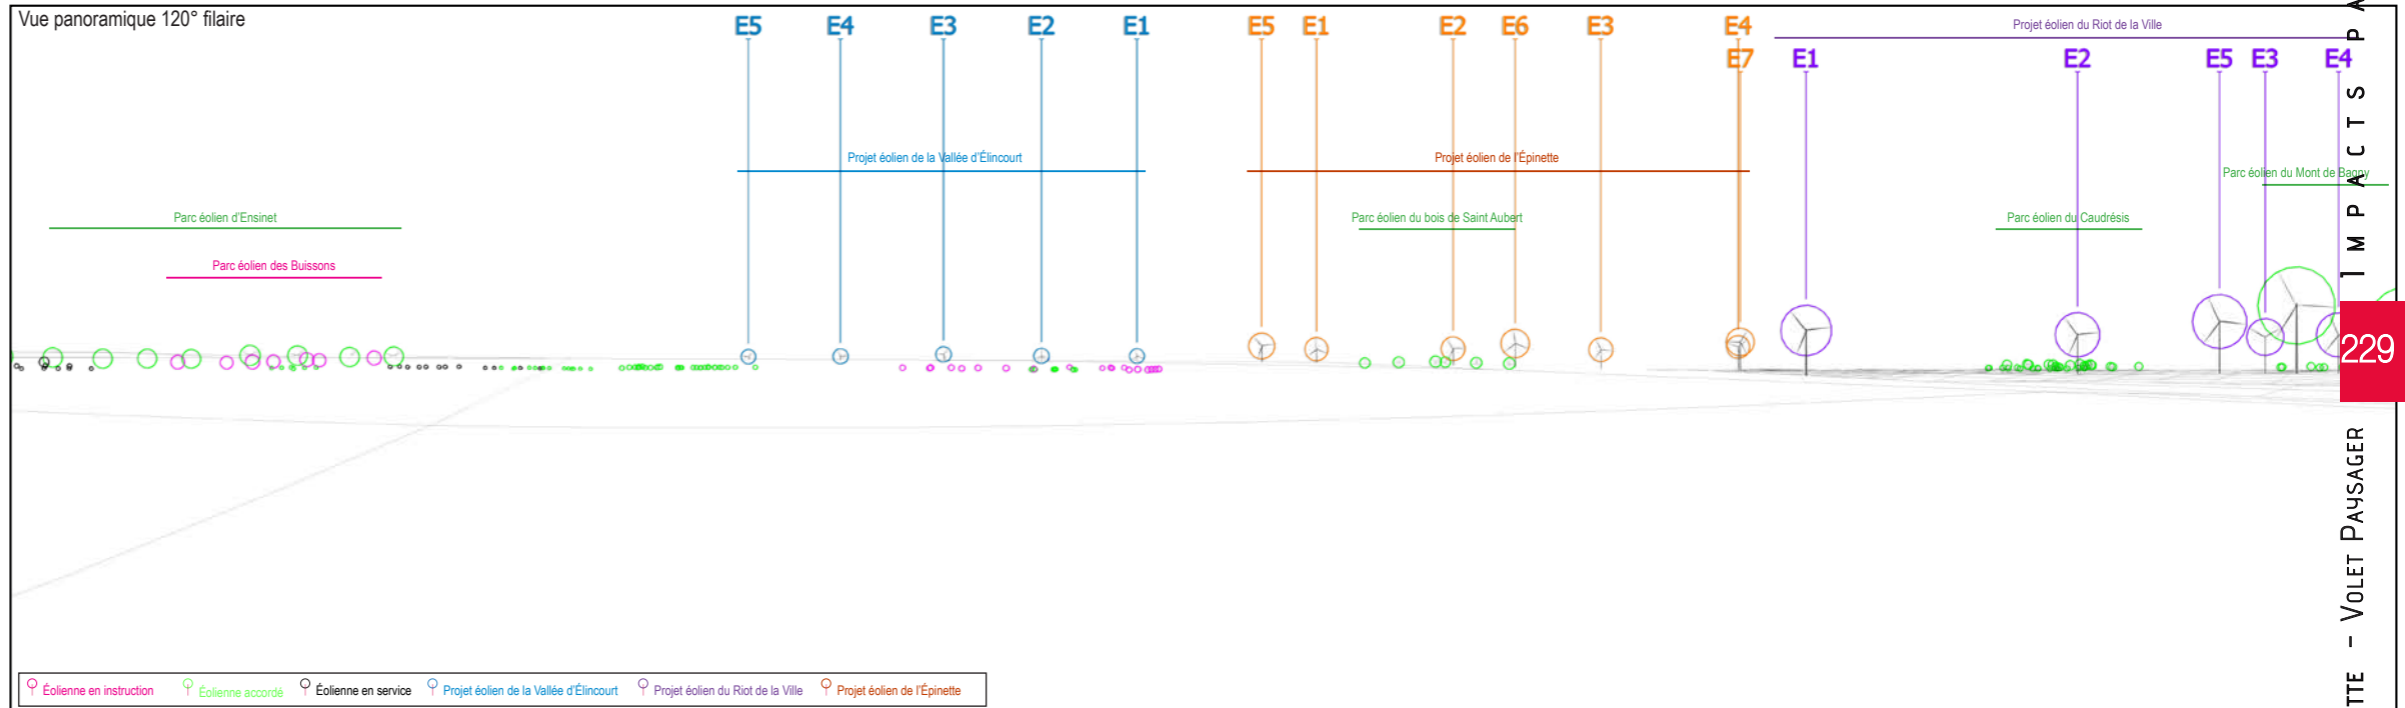 Vue panoramique 120° filaire
E5 E4 E3 E2 E1 E5 E1 E2 E6 E3 E4
Projet éolien du Riot de la Ville
E7 E1 E2 E5 E3 E4
Projet éolien de la Vallée d'Élincourt
Projet éolien de l'Épinette
Parc éolien du Mont de Bagny
Parc éolien d'Ensinet
Parc éolien du bois de Saint Aubert
Parc éolien du Caudrésis
Parc éolien des Buissons
IMPACTS PA
229
TTE - VOLET PAYSAGER
Éolienne en instruction
Éolienne accordé
Éolienne en service
Projet éolien de la Vallée d'Élincourt
Projet éolien du Riot de la Ville
Projet éolien de l'Épinette